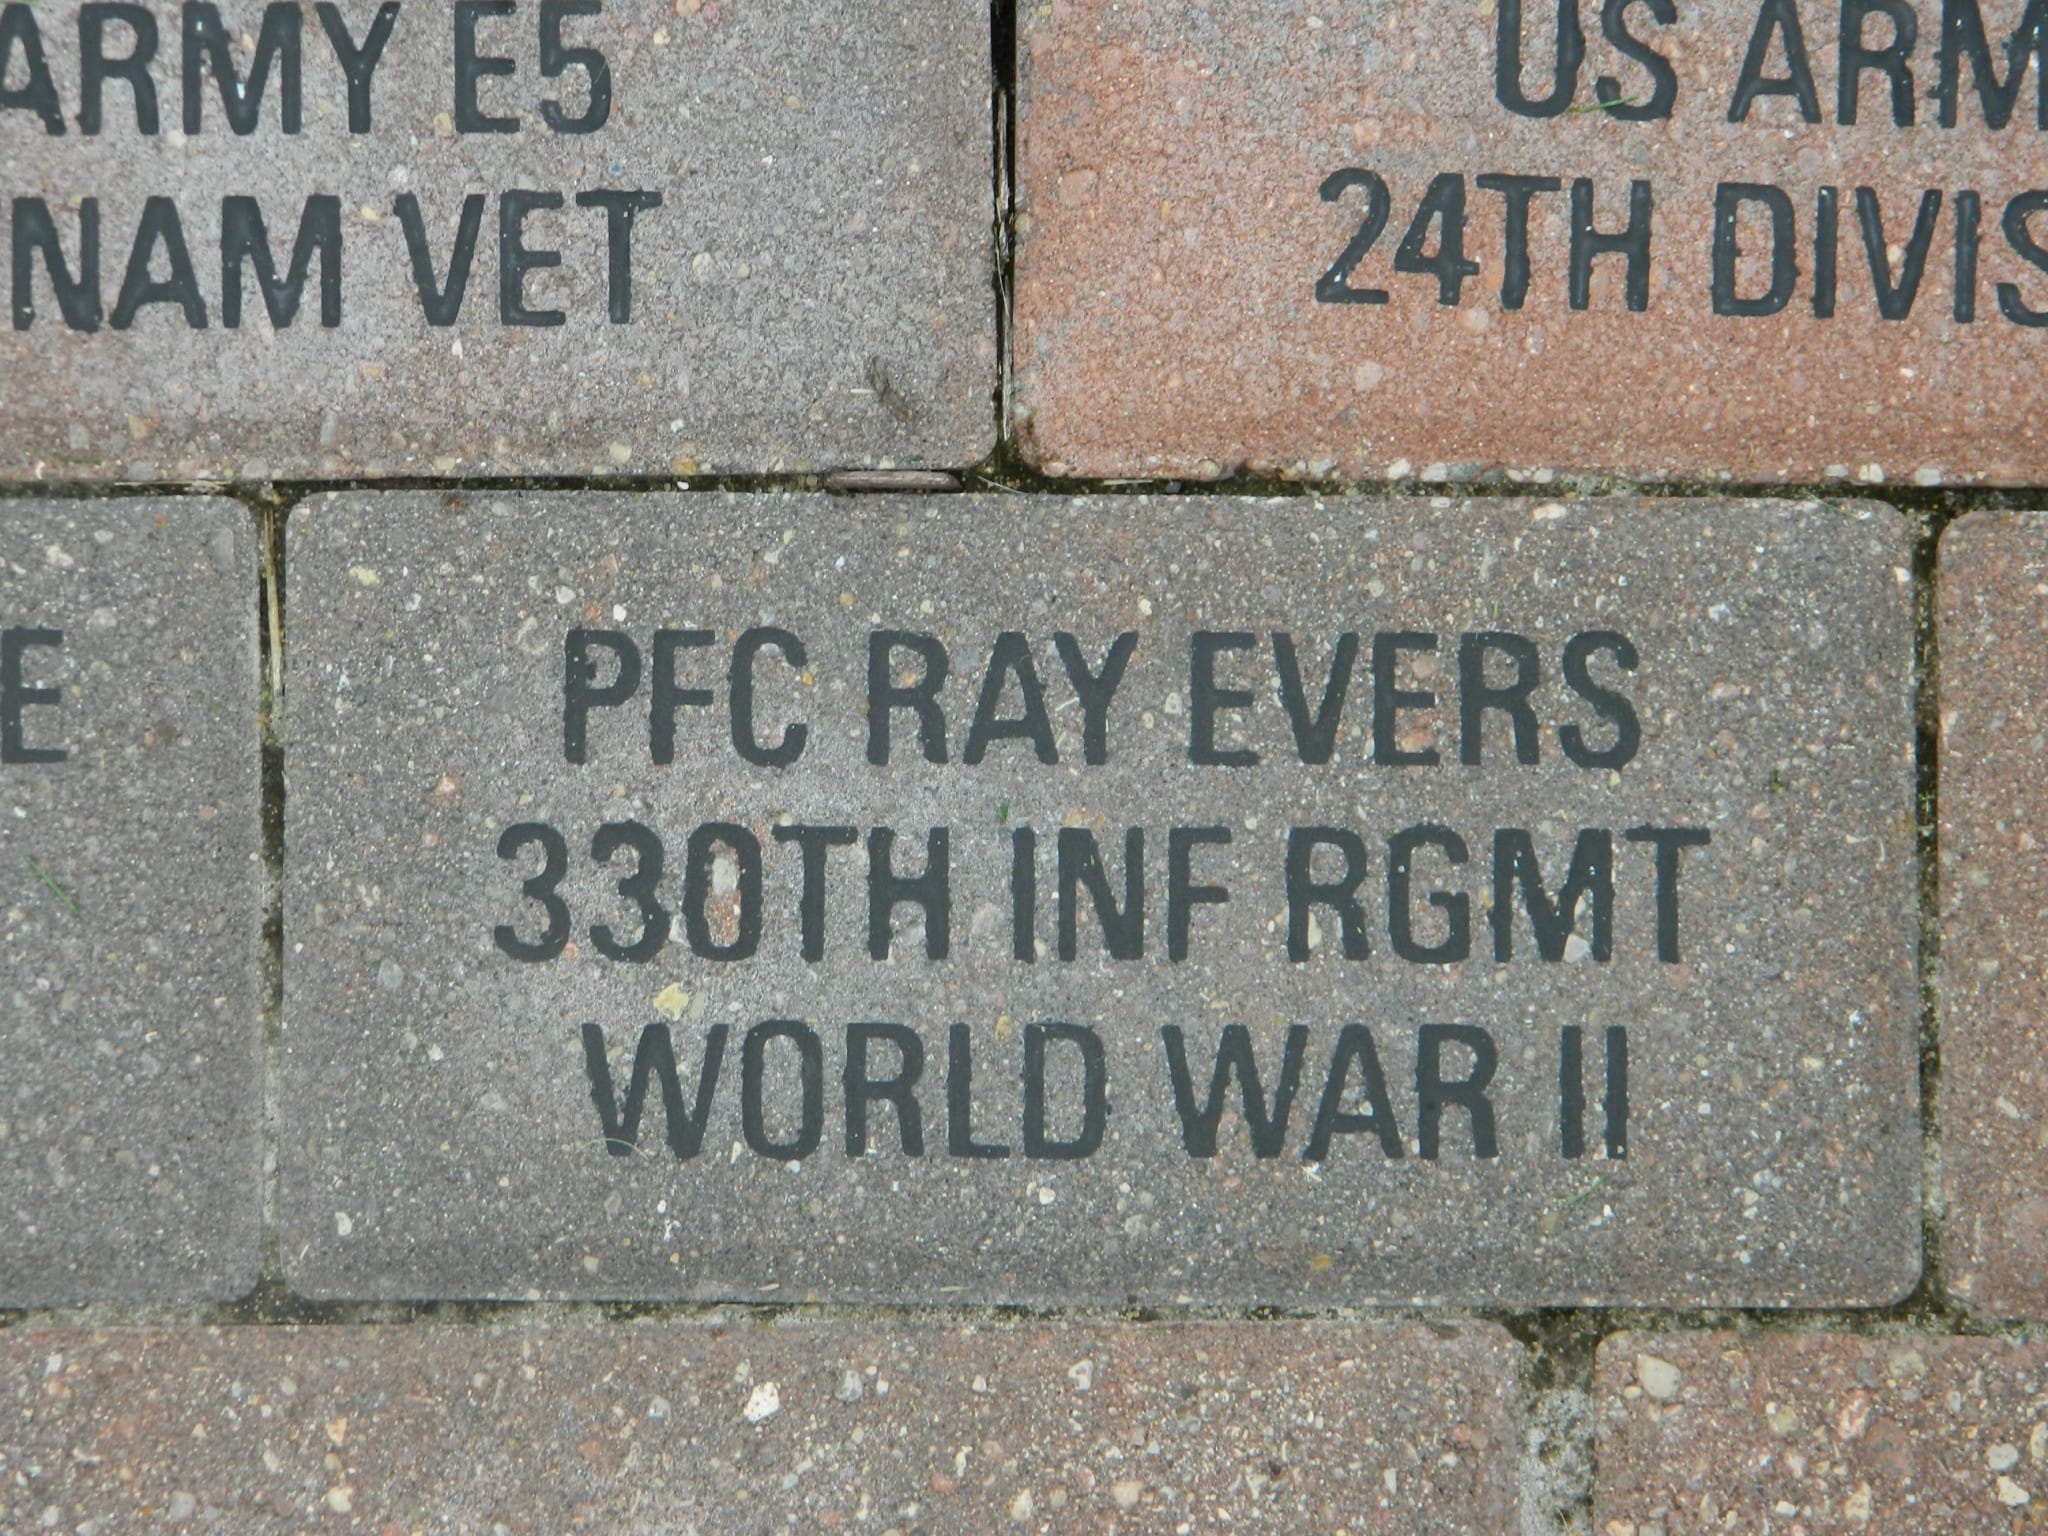 ARMY E5
NAM VET
US ARM
24TH DIVIS
E
PFC RAY EVERS
330TH INF RGMT
WORLD WAR II